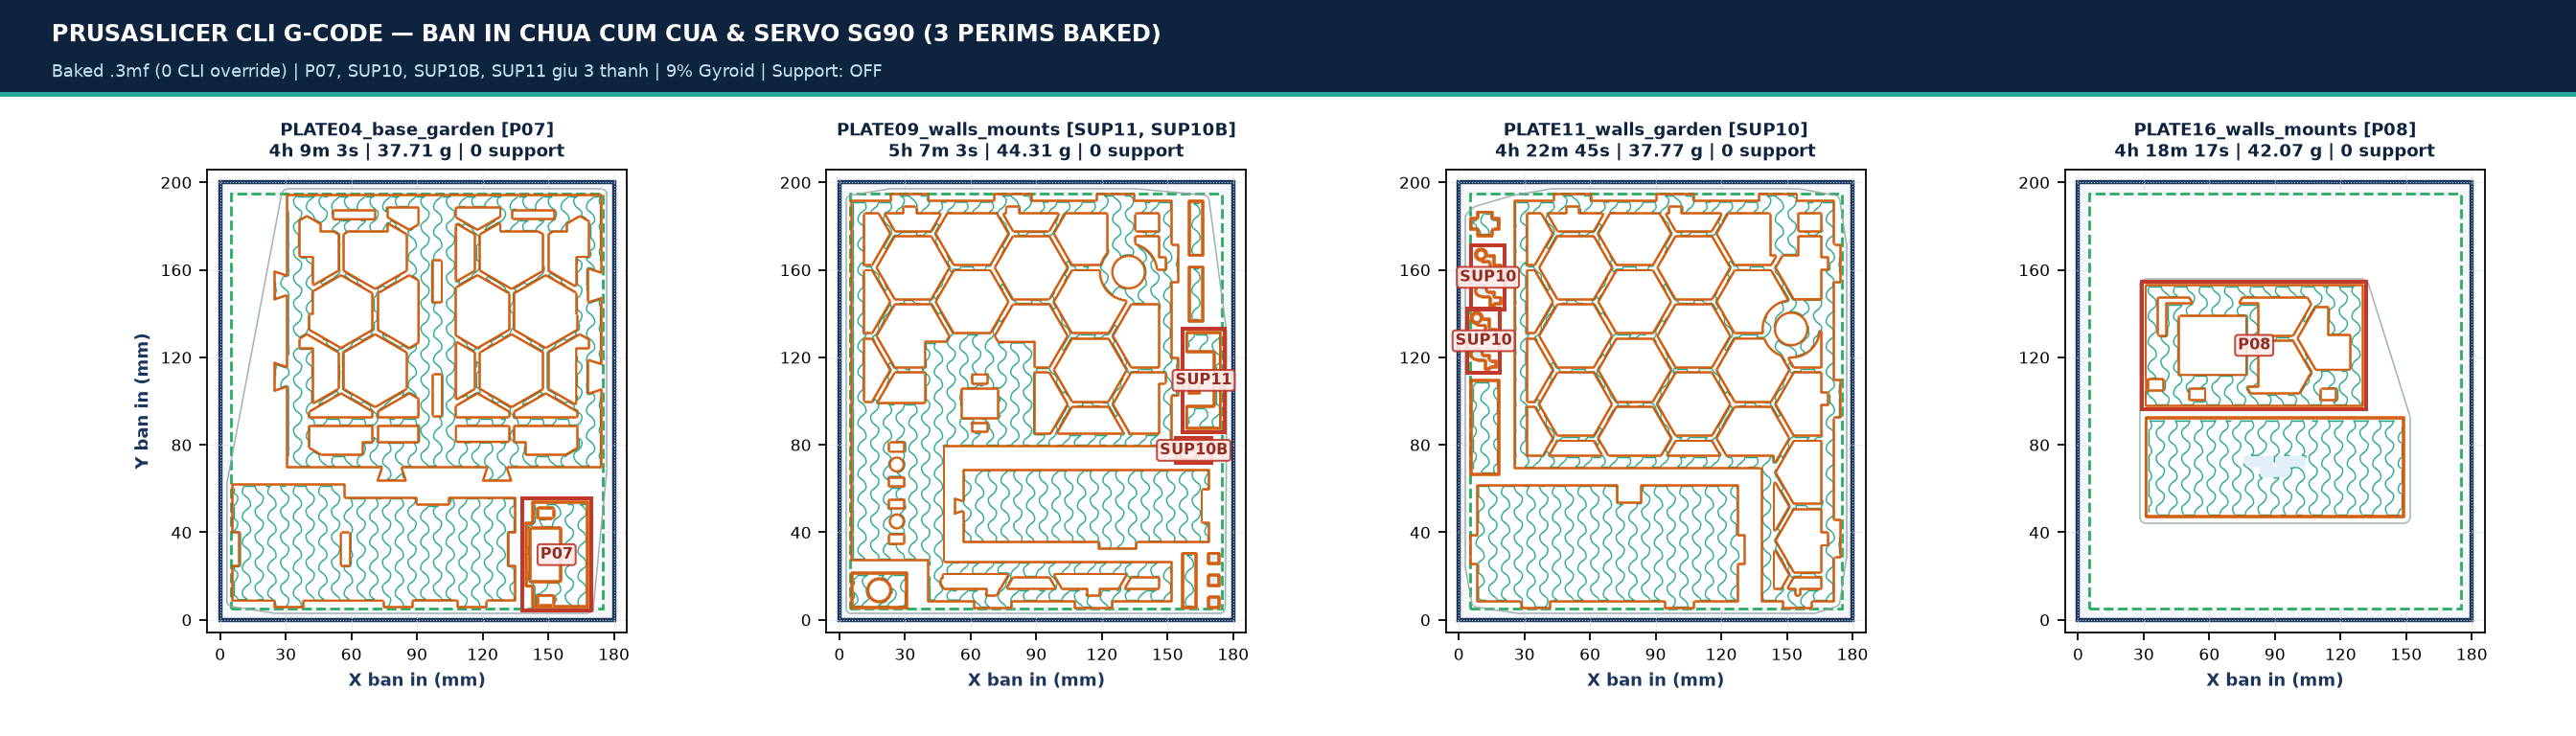 PRUSASLICER CLI G-CODE — BAN IN CHUA CUM CUA & SERVO SG90 (3 PERIMS BAKED)
Baked .3mf (0 CLI override) | P07, SUP10, SUP10B, SUP11 giu 3 thanh | 9% Gyroid | Support: OFF
PLATE04_base_garden [P07]
4h 9m 3s | 37.71 g | 0 support
200
160
120
80
40
0
Y ban in (mm)
P07
0 30 60 90 120 150 180
X ban in (mm)
PLATE09_walls_mounts [SUP11, SUP10B]
5h 7m 3s | 44.31 g | 0 support
200
160
120
80
40
0
SUP11
SUP10B
0 30 60 90 120 150 180
X ban in (mm)
PLATE11_walls_garden [SUP10]
4h 22m 45s | 37.77 g | 0 support
200
160
120
80
40
0
SUP10
SUP10
0 30 60 90 120 150 180
X ban in (mm)
PLATE16_walls_mounts [P08]
4h 18m 17s | 42.07 g | 0 support
200
160
120
80
40
0
P08
0 30 60 90 120 150 180
X ban in (mm)